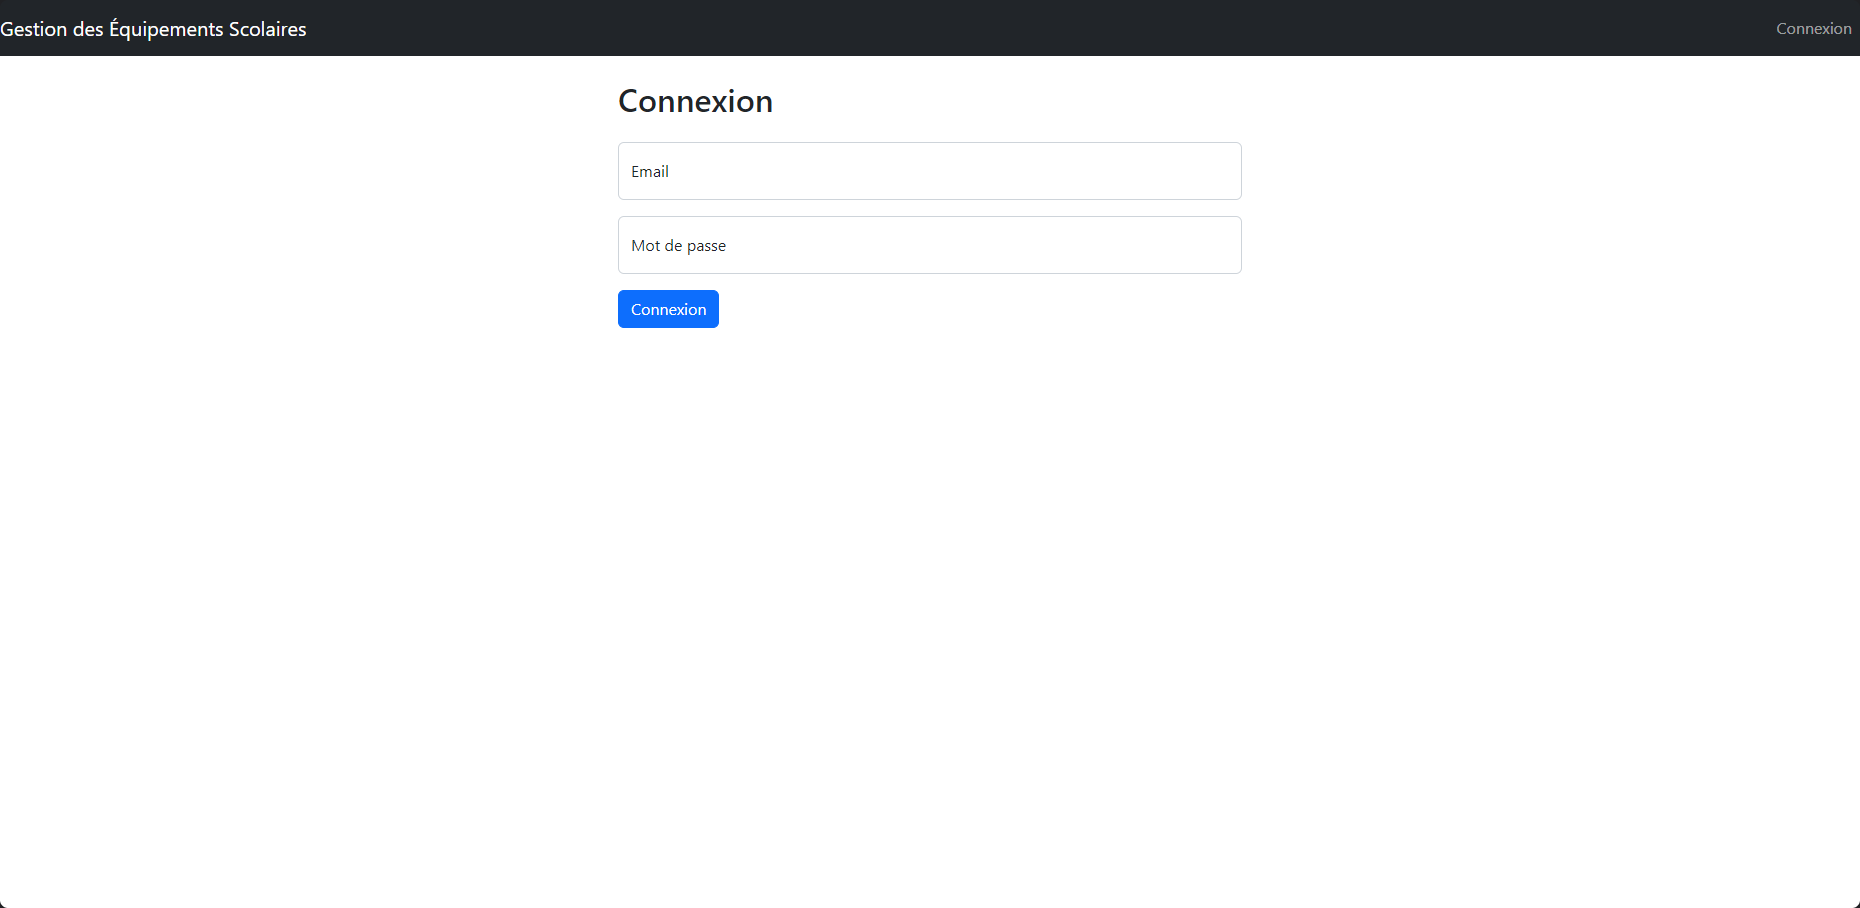 Gestion des Équipements Scolaires
Connexion
Connexion
Email
Mot de passe
Connexion